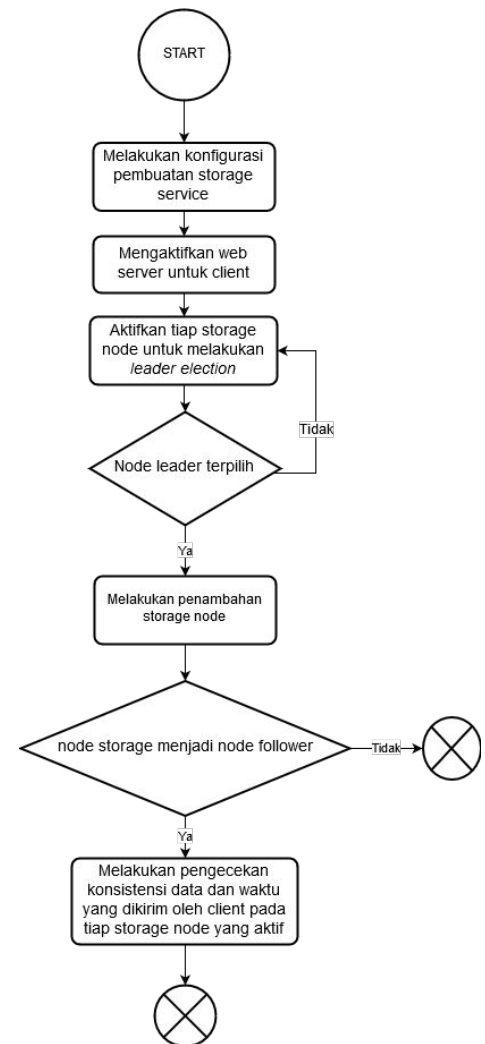 START
Melakukan konfigurasi
pembuatan storage
service
Mengaktifkan web
server untuk client
Aktifkan tiap storage
node untuk melakukan
leader election
Tidak
Node leader terpilih
Ya
Melakukan penambahan
storage node
node storage menjadi node follower
Tidak
Ya
Melakukan pengecekan
konsistensi data dan waktu
yang dikirim oleh client pada
tiap storage node yang aktif